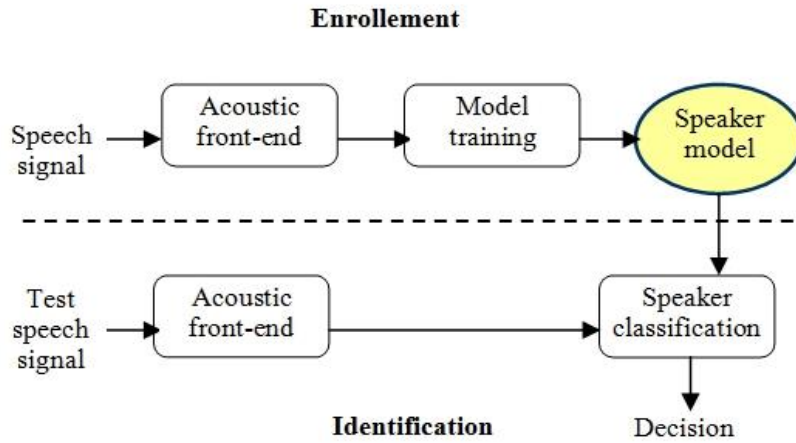 Enrollement
Speech
signal
Acoustic
front-end
Model
training
Speaker
model
Test
speech
signal
Acoustic
front-end
Speaker
classification
Identification
Decision